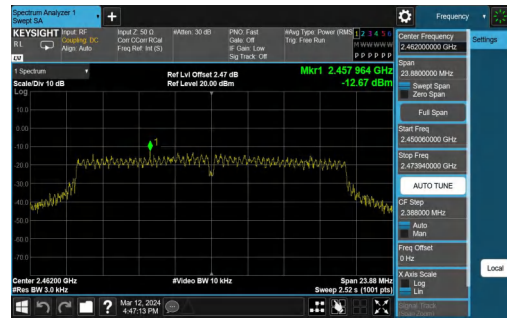 Spectrum Analyzer 1
Swept SA
Frequency
KEYSIGHT
RL
LV
Input: RF
Coupling: DC
Align: Auto
Input Z: 50 Ω
Corr CCorr RCal
Freq Ref: Int (S)
#Atten: 30 dB
PNO: Fast
Gate: Off
IF Gain: Low
Sig Track: Off
#Avg Type: Power (RMS
Trig: Free Run
1 2 3 4 5 6
M W W W W W
P P P P P P
1 Spectrum
Scale/Div 10 dB
Log
Ref Lvl Offset 2.47 dB
Ref Level 20.00 dBm
Mkr1 2.457 964 GHz
-12.67 dBm
1
10.0
0.00
-10.0
-20.0
-30.0
-40.0
-50.0
-60.0
-70.0
Center 2.46200 GHz
#Res BW 3.0 kHz
#Video BW 10 kHz
Span 23.88 MHz
Sweep 2.52 s (1001 pts)
Mar 12, 2024
4:47:13 PM
Center Frequency
2.462000000 GHz
Span
23.8800000 MHz
Swept Span
Zero Span
Full Span
Start Freq
2.450060000 GHz
Stop Freq
2.473940000 GHz
AUTO TUNE
CF Step
2.388000 MHz
Auto
Man
Freq Offset
0 Hz
X Axis Scale
Log
Lin
Signal Track
Settings
Local